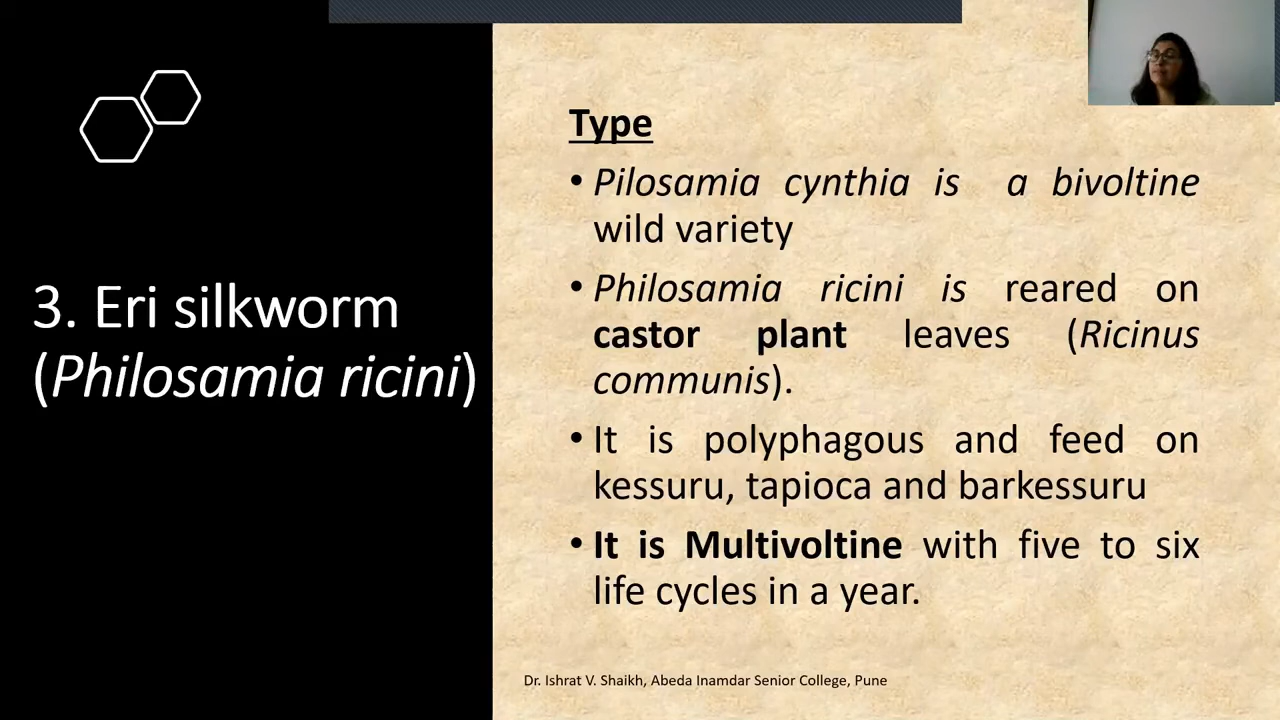 3. Eri silkworm
(Philosamia ricini)
Type
• Pilosamia cynthia is a bivoltine
wild variety
• Philosamia ricini is reared on
castor plant leaves (Ricinus
communis).
• It is polyphagous and feed on
kessuru, tapioca and barkessuru
• It is Multivoltine with five to six
life cycles in a year.
Dr. Ishrat V. Shaikh, Abeda Inamdar Senior College, Pune